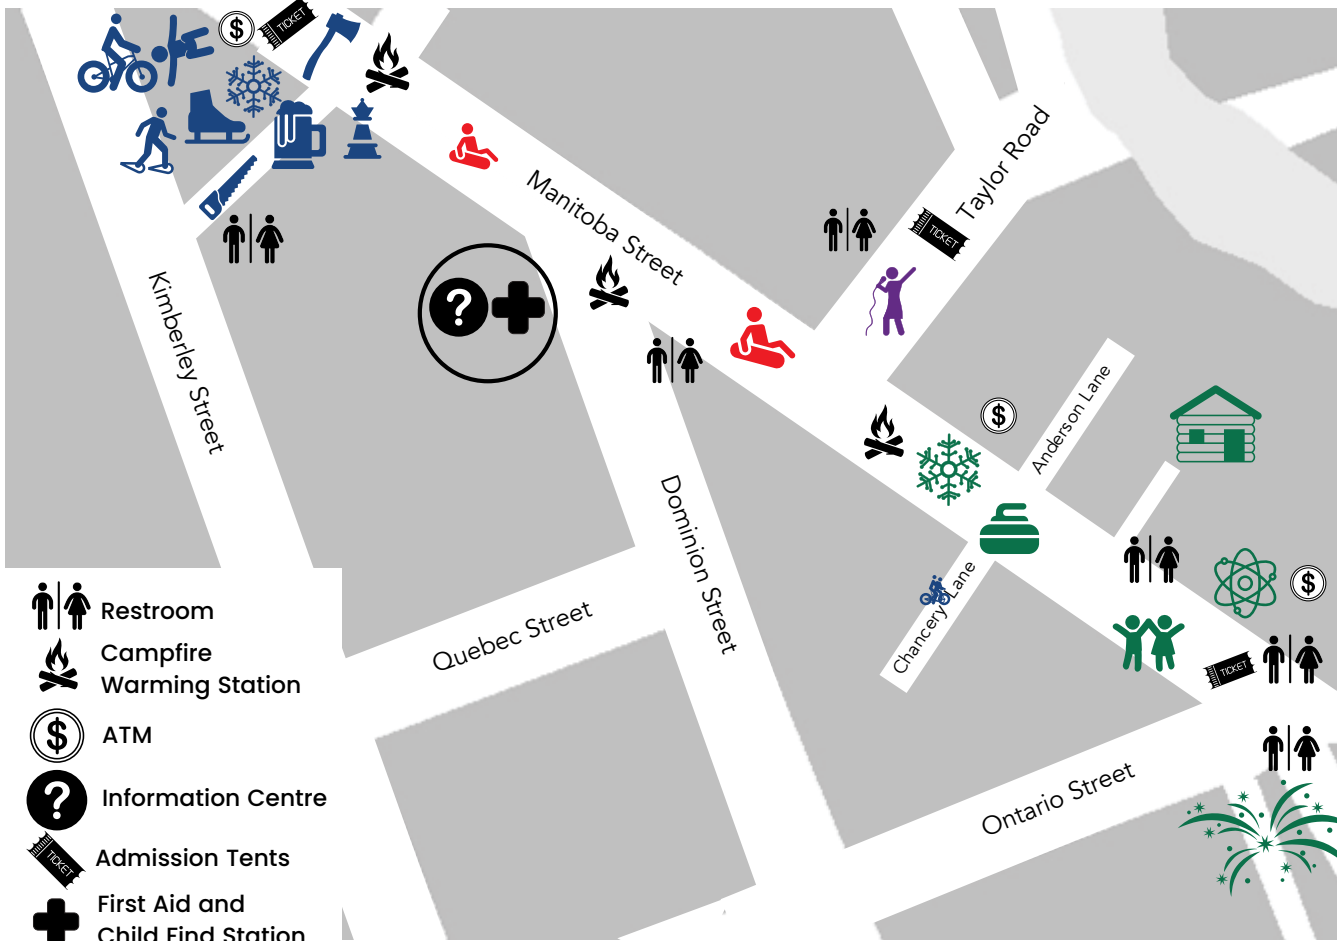 $
TICKET
Manitoba Street
Taylor Road
TICKET
Kimberley Street
?
$
Anderson Lane
Dominion Street
Chancery Lane
$
TICKET
Quebec Street
Ontario Street
Restroom
Campfire
Warming Station
$
ATM
?
Information Centre
TICKET
Admission Tents
First Aid and
Child Find Station